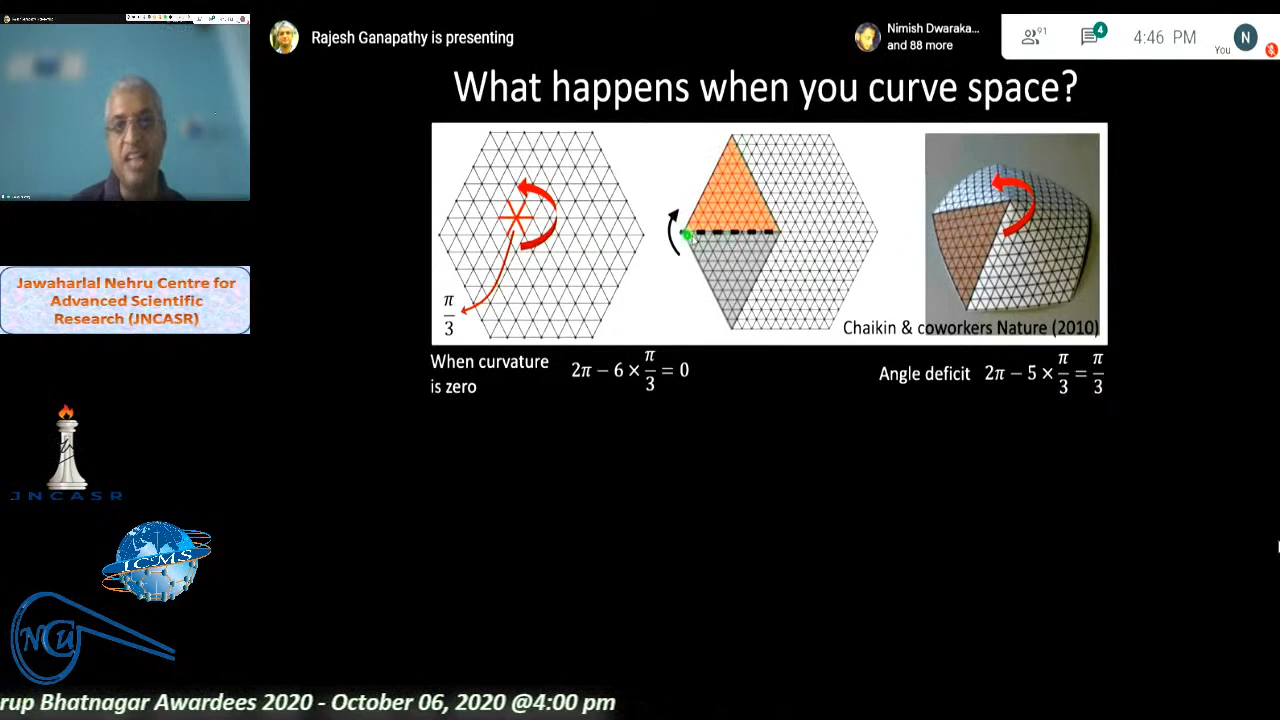 Rajesh Ganapathy is presenting
Nimish Dwaraka...
and 88 more
91
4
4:46 PM
You
N
What happens when you curve space?
π
3
Chaikin & coworkers Nature (2010)
When curvature
is zero
2π − 6 × π/3 = 0
Angle deficit 2π − 5 × π/3 = π/3
Jawaharlal Nehru Centre for
Advanced Scientific
Research (JNCASR)
JNCASR
ICMS
NCU
rup Bhatnagar Awardees 2020 - October 06, 2020 @4:00 pm